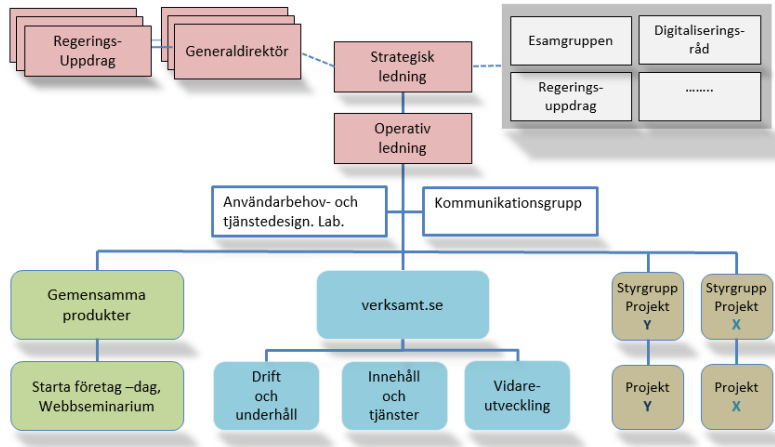 Regerings-
Uppdrag
Generaldirektör
Strategisk
ledning
Esamgruppen
Digitaliserings-
råd
Regerings-
uppdrag
........
Operativ
ledning
Användarbehov- och
tjänstedesign. Lab.
Kommunikationsgrupp
Gemensamma
produkter
verksamt.se
Styrgrupp
Projekt
Y
Styrgrupp
Projekt
X
Starta företag –dag,
Webbseminarium
Drift
och
underhåll
Innehåll
och
tjänster
Vidare-
utveckling
Projekt
Y
Projekt
X